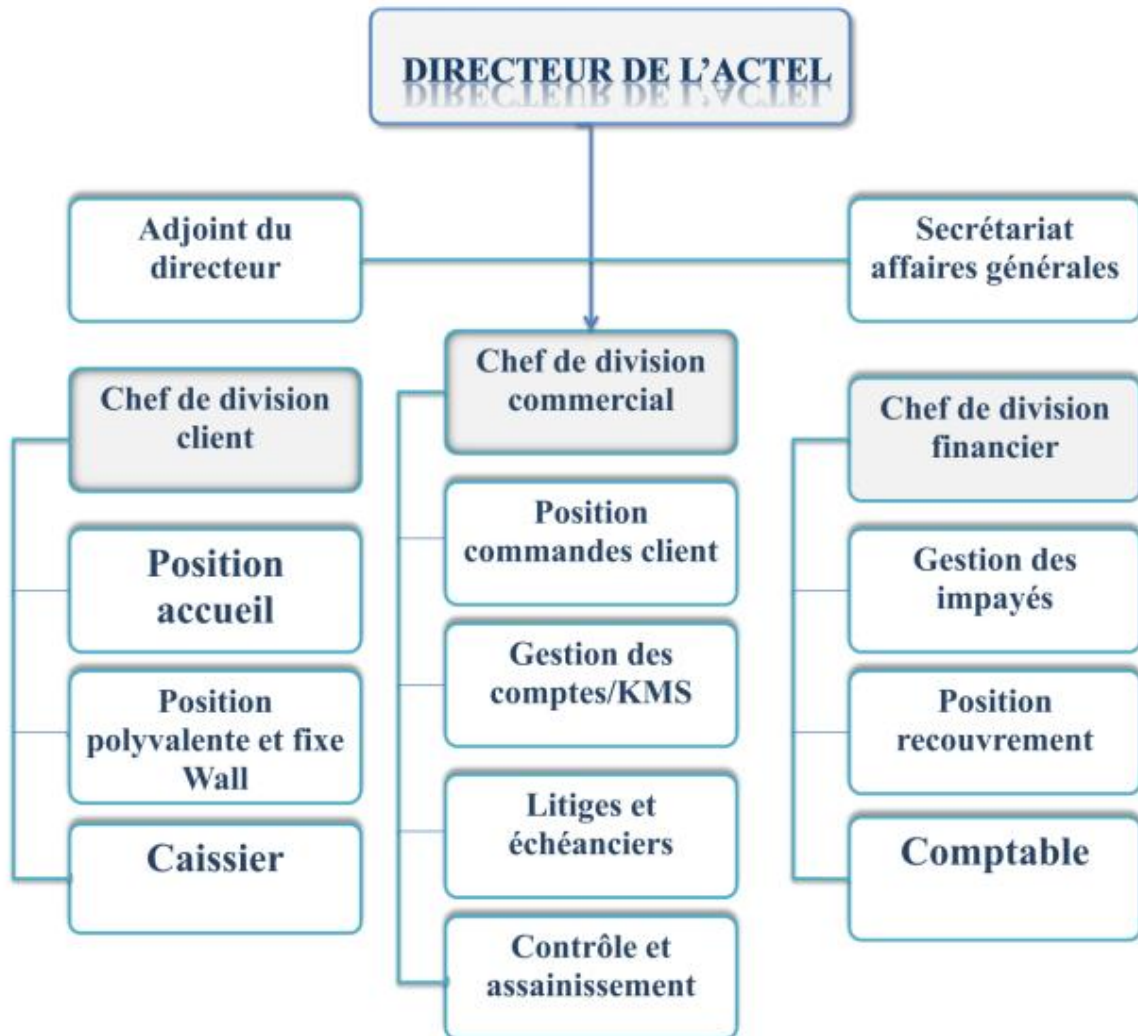 DIRECTEUR DE L'ACTEL
Adjoint du
directeur
Secrétariat
affaires générales
Chef de division
client
Position
accueil
Position
polyvalente et fixe
Wall
Caissier
Chef de division
commercial
Position
commandes client
Gestion des
comptes/KMS
Litiges et
échéanciers
Contrôle et
assainissement
Chef de division
financier
Gestion des
impayés
Position
recouvrement
Comptable